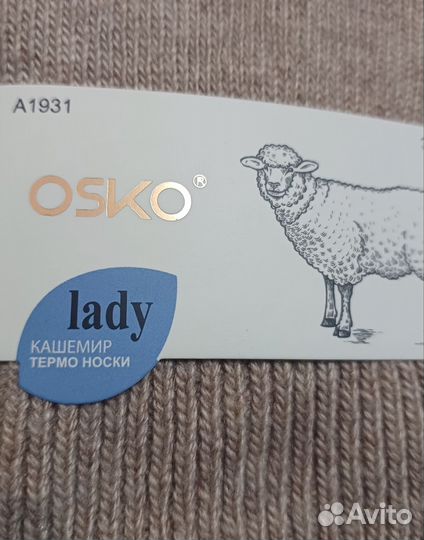 A1931
OSKO®
lady
КАШЕМИР
ТЕРМО НОСКИ
Avito